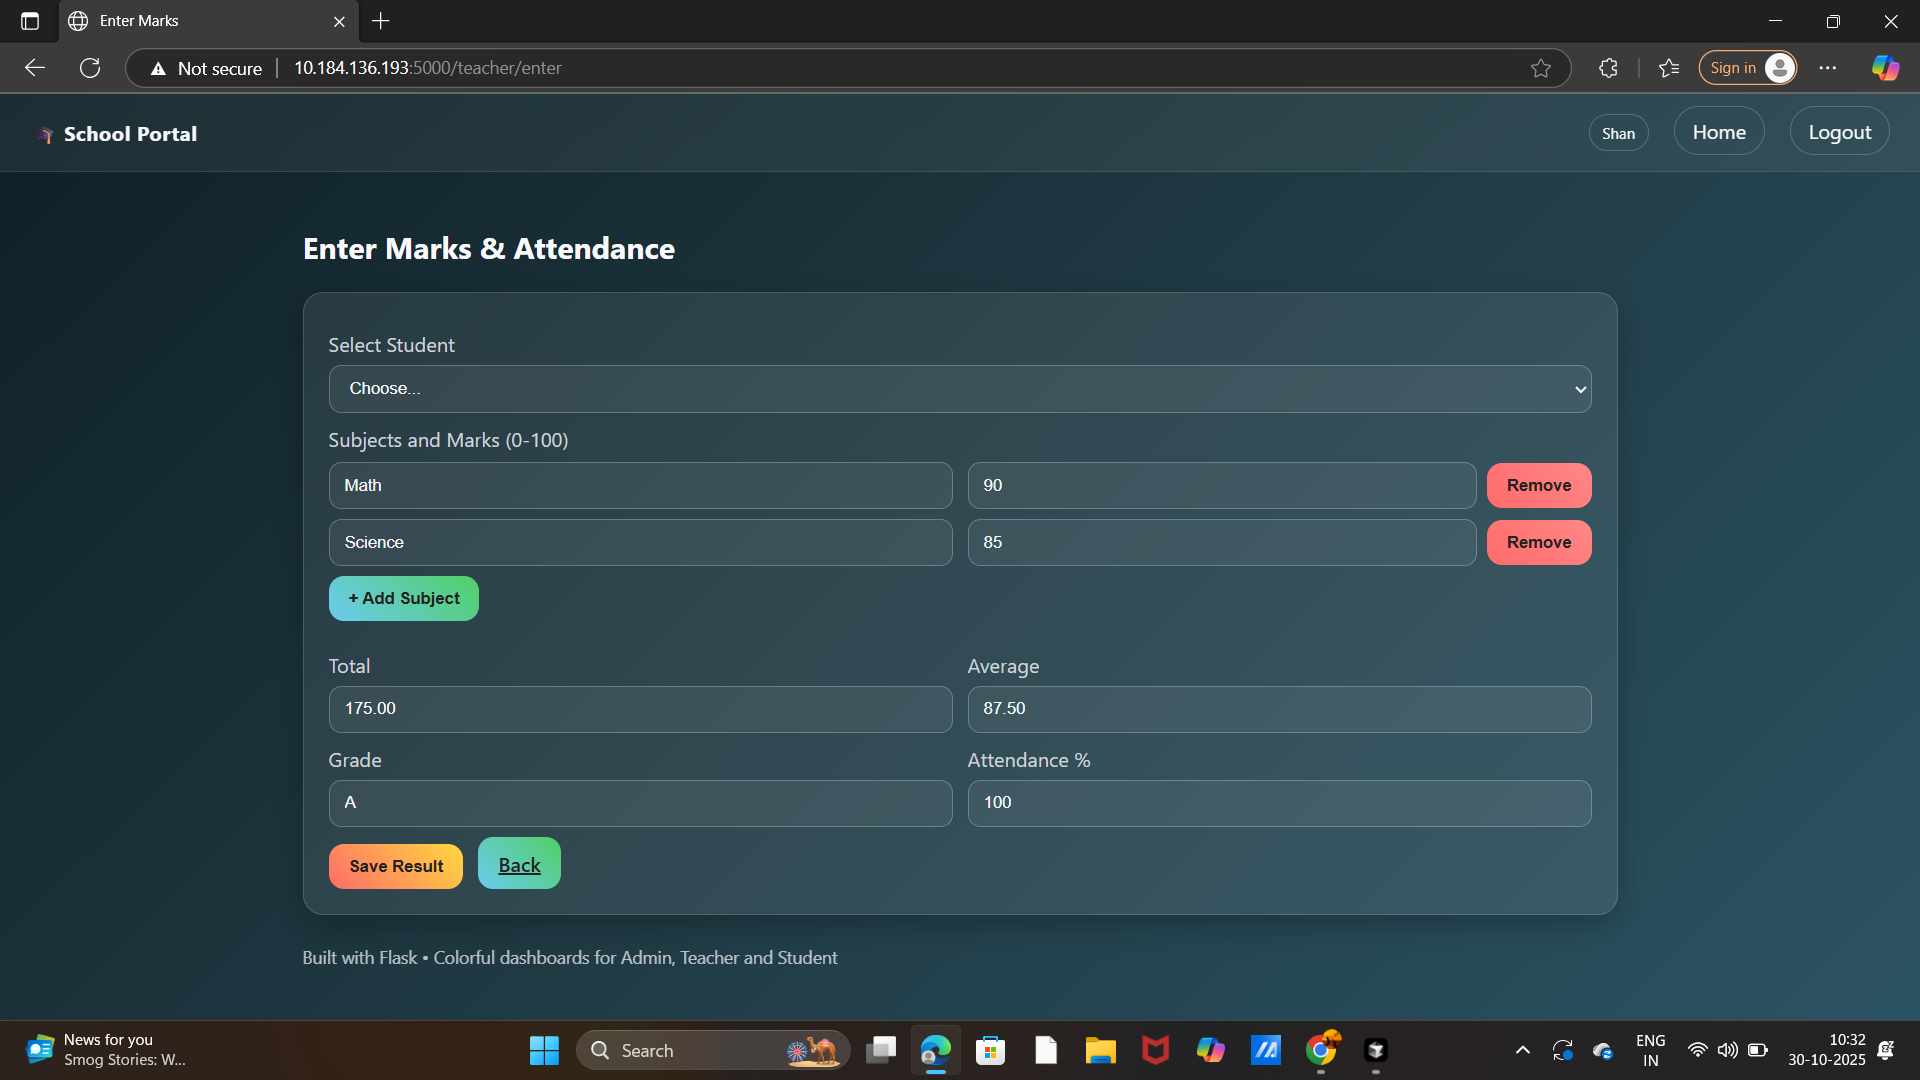 Enter Marks
Not secure
10.184.136.193:5000/teacher/enter
Sign in
School Portal
Shan
Home
Logout
Enter Marks & Attendance
Select Student
Choose...
Subjects and Marks (0-100)
Math
90
Remove
Science
85
Remove
+ Add Subject
Total
Average
175.00
87.50
Grade
Attendance %
A
100
Save Result
Back
Built with Flask • Colorful dashboards for Admin, Teacher and Student
News for you
Smog Stories: W...
Search
ENG
IN
10:32
30-10-2025